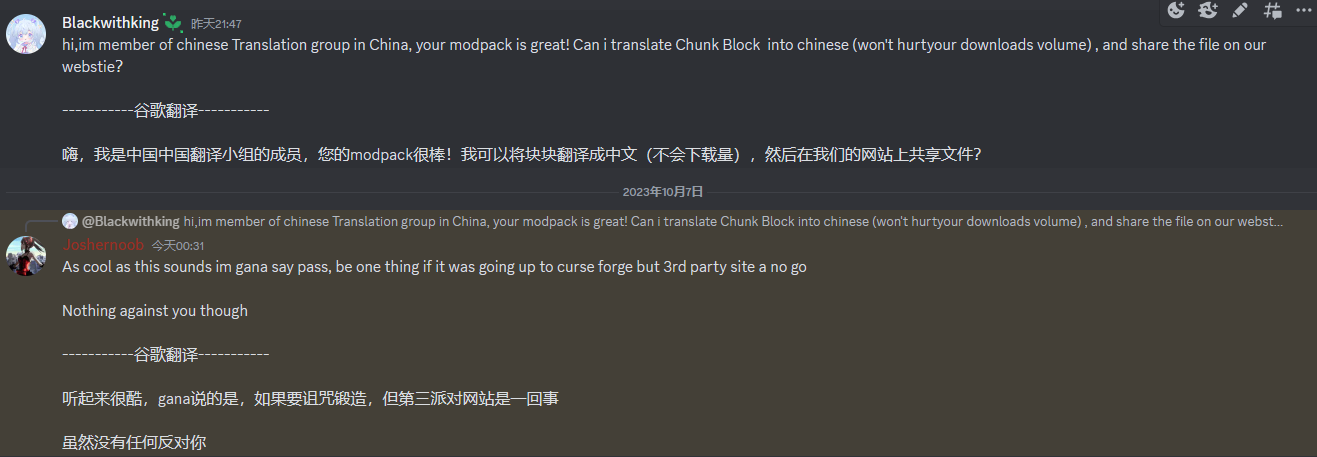 Blackwithking 昨天21:47
hi,im member of chinese Translation group in China, your modpack is great! Can i translate Chunk Block into chinese (won't hurtyour downloads volume) , and share the file on our
webstie?
-----------谷歌翻译-----------
嗨，我是中国中国翻译小组的成员，您的modpack很棒！我可以将块块翻译成中文（不会下载量），然后在我们的网站上共享文件？
2023年10月7日
@Blackwithking hi,im member of chinese Translation group in China, your modpack is great! Can i translate Chunk Block into chinese (won't hurtyour downloads volume) , and share the file on our webst...
Joshernoob 今天00:31
As cool as this sounds im gana say pass, be one thing if it was going up to curse forge but 3rd party site a no go
Nothing against you though
-----------谷歌翻译-----------
听起来很酷，gana说的是，如果要诅咒锻造，但第三派对网站是一回事
虽然没有任何反对你